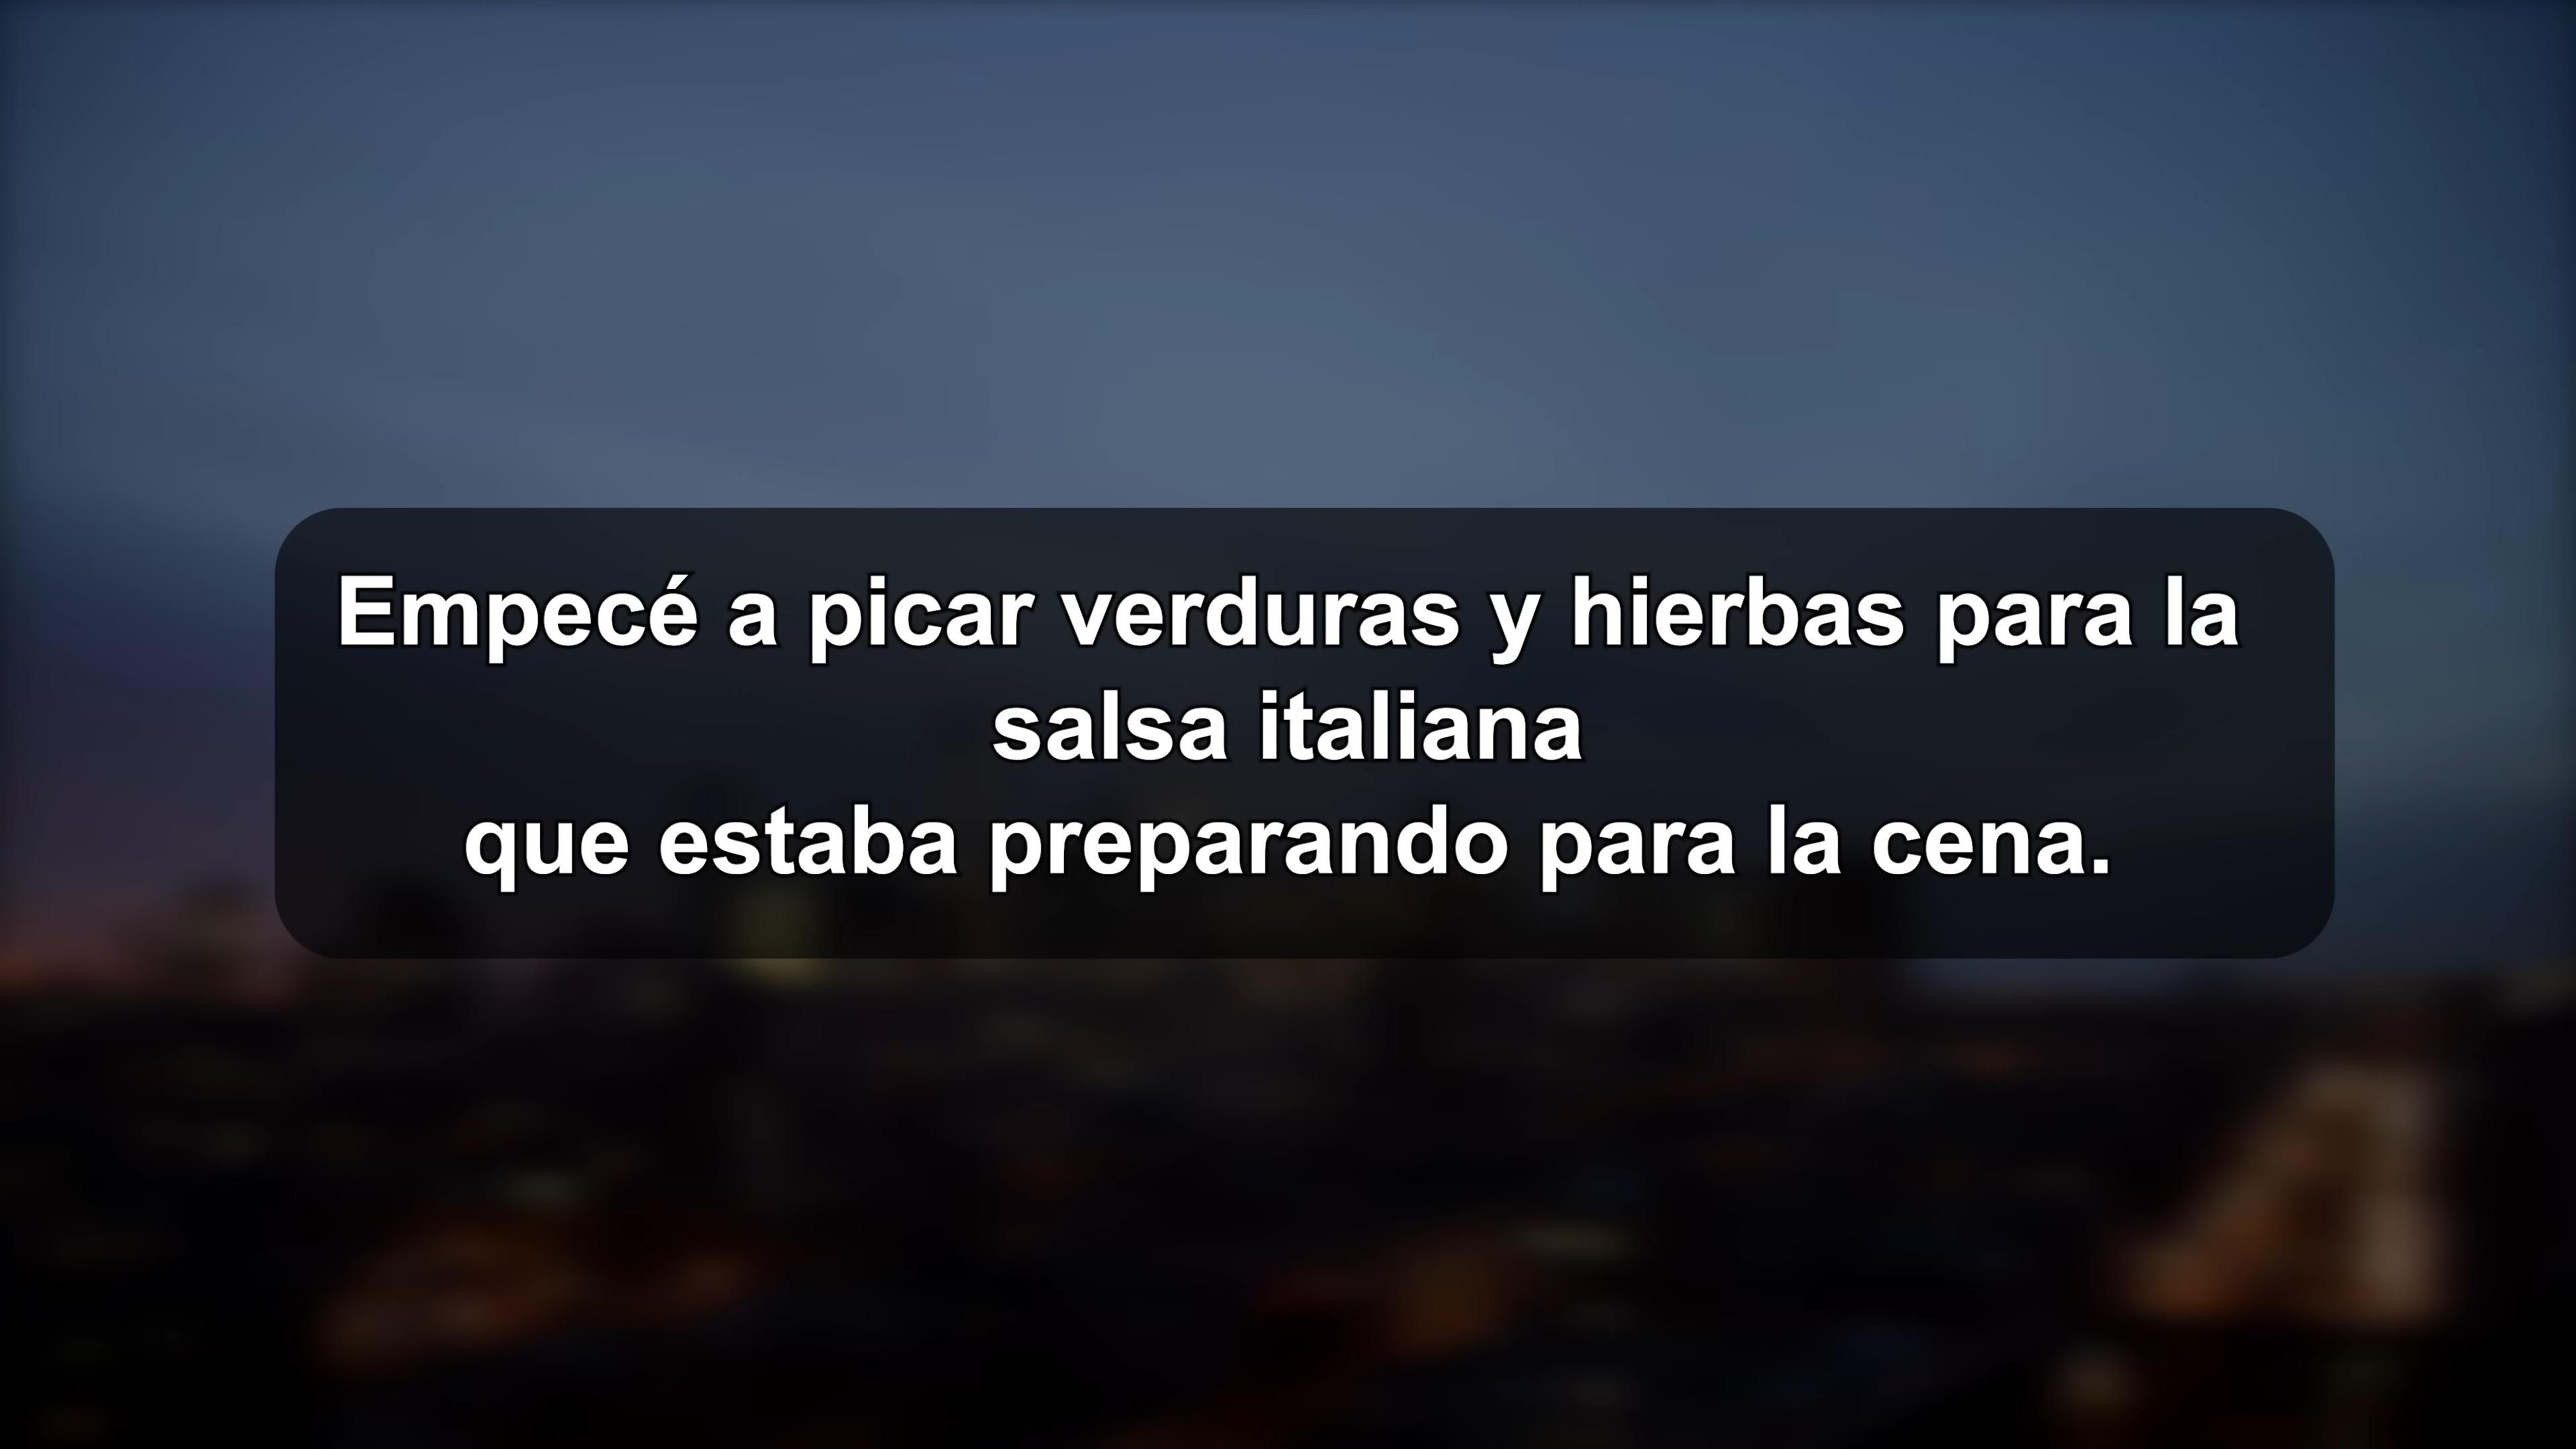 Empecé a picar verduras y hierbas para la
salsa italiana
que estaba preparando para la cena.